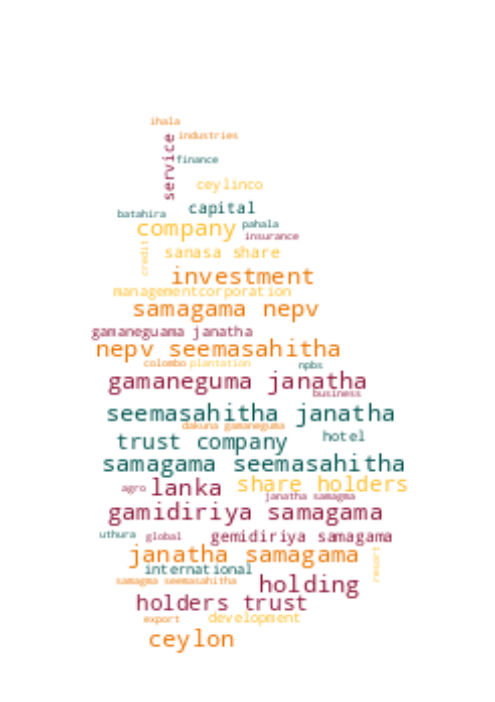 ihala
industries
service
finance
ceylinco
capital
batahira
company
pahala
insurance
credit
sanasa share
investment
managementcorporation
samagama nepv
gamaneguama janatha
nepv seemasahitha
colombo plantation
npbs
gamaneguma janatha
business
seemasahitha janatha
dakuna gamaneguma
trust company
hotel
samagama seemasahitha
agro
lanka
share holders
janatha samagma
gamidiriya samagama
uthura
global
gemidiriya samagama
janatha samagama
resort
international
samagma seemasahitha
holding
holders trust
export
development
ceylon